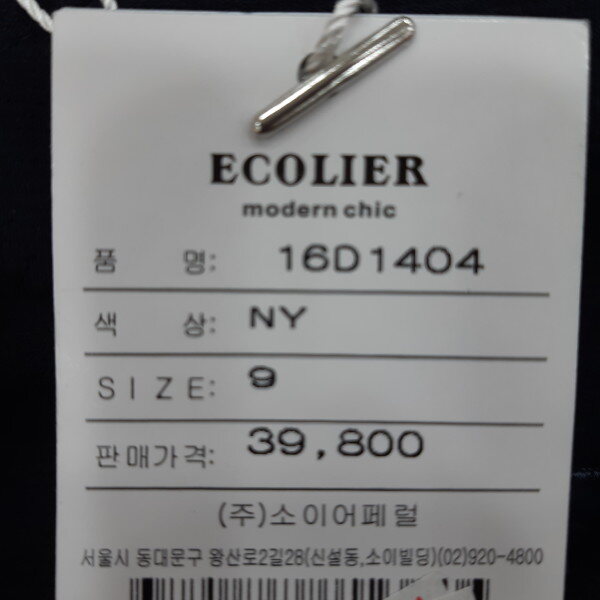 ECOLIER
modern chic
품 명: 16D1404
색 상: NY
SIZE: 9
판매가격: 39,800
(주)소이어페럴
서울시 동대문구 왕산로2길28(신설동,소이빌딩)(02)920-4800